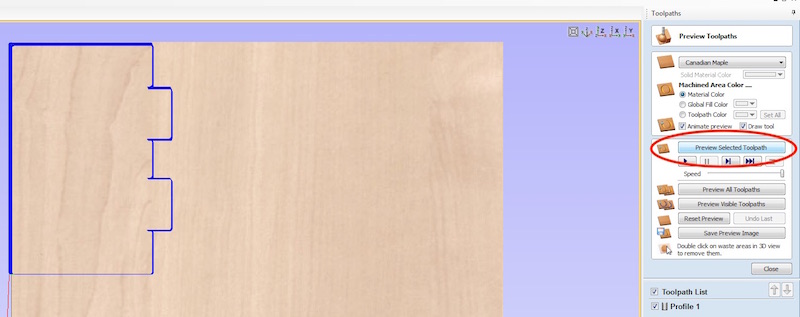 Toolpaths
Preview Toolpaths
Canadian Maple
Solid Material Color
Machined Area Color ....
Material Color
Global Fill Color
Toolpath Color
Set All
Animate preview
Draw tool
Preview Selected Toolpath
Speed
Preview All Toolpaths
Preview Visible Toolpaths
Reset Preview
Undo Last
Save Preview Image
Double click on waste areas in 3D view
to remove them.
Close
Toolpath List
Profile 1